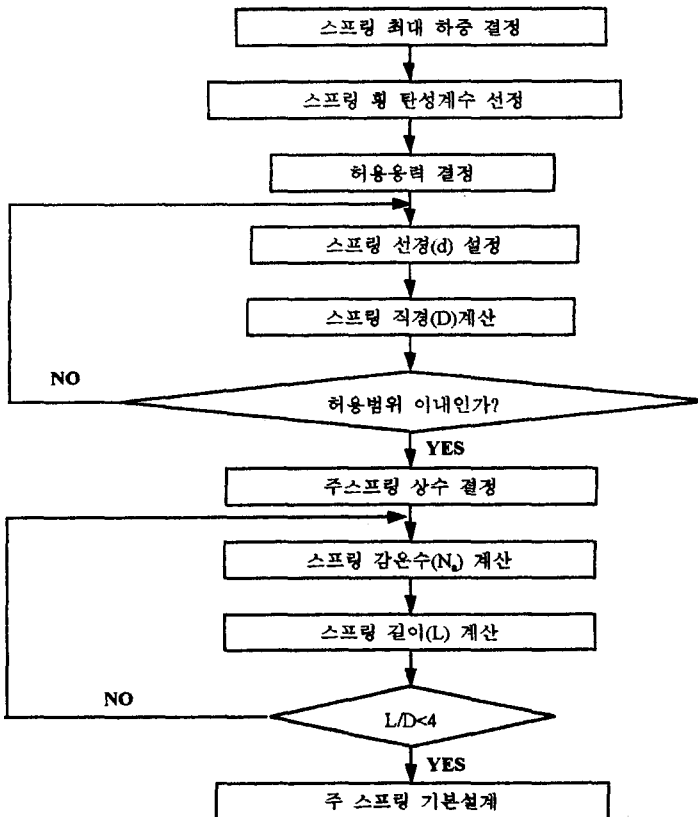 스프링 최대 하중 결정
스프링 횡 탄성계수 선정
허용응력 결정
스프링 선경(d) 설정
스프링 직경(D)계산
NO
허용범위 이내인가?
YES
주스프링 상수 결정
스프링 감은수(Na) 계산
스프링 길이(L) 계산
NO
L/D<4
YES
주 스프링 기본설계